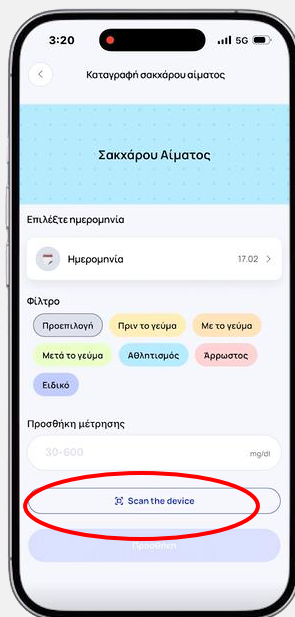 3:20 5G
Καταγραφή σακχάρου αίματος
Σακχάρου Αίματος
Επιλέξτε ημερομηνία
Ημερομηνία 17.02
Φίλτρο
Προεπιλογή Πριν το γεύμα Με το γεύμα
Μετά το γεύμα Αθλητισμός Άρρωστος
Ειδικό
Προσθήκη μέτρησης
30-600 mg/dl
Scan the device
Προσθήκη